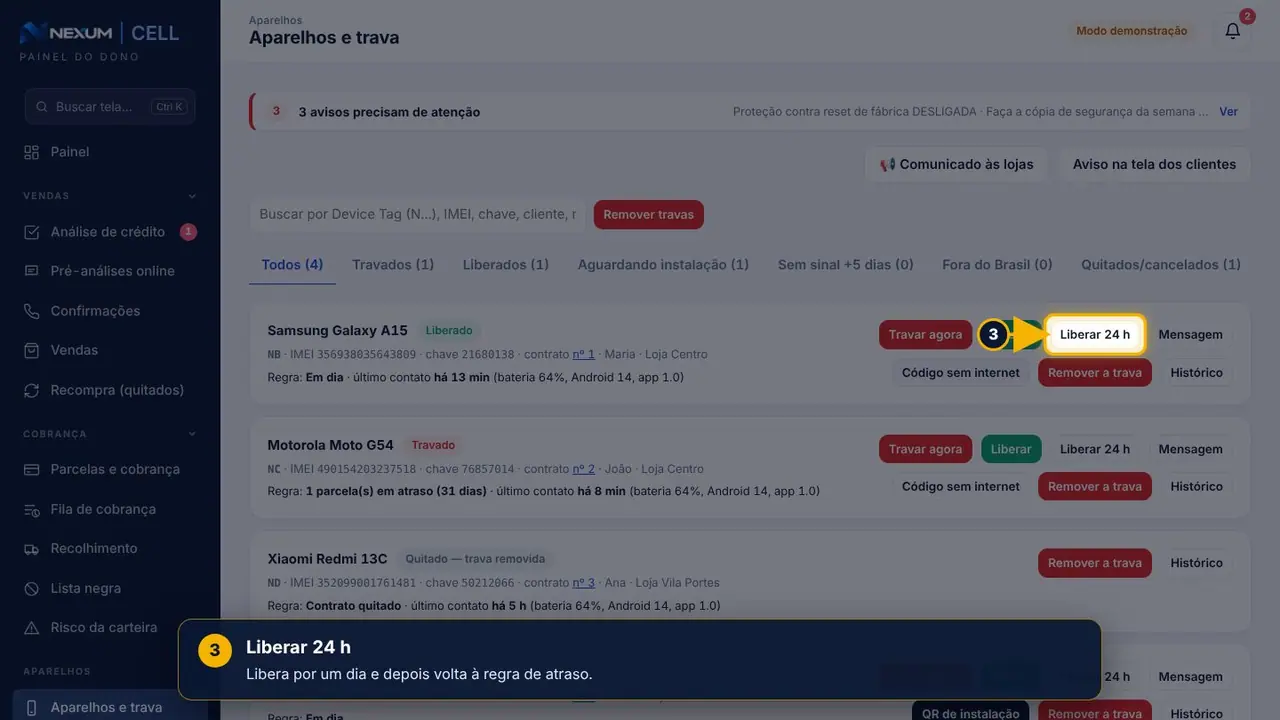 NEXUM | CELL
PAINEL DO DONO
Buscar tela... Ctrl K
Painel
VENDAS
Análise de crédito 1
Pré-análises online
Confirmações
Vendas
Recompra (quitados)
COBRANÇA
Parcelas e cobrança
Fila de cobrança
Recolhimento
Lista negra
Risco da carteira
APARELHOS
Aparelhos e trava
Aparelhos
Aparelhos e trava
Modo demonstração
2
3 3 avisos precisam de atenção
Proteção contra reset de fábrica DESLIGADA · Faça a cópia de segurança da semana ... Ver
📢 Comunicado às lojas
Aviso na tela dos clientes
Buscar por Device Tag (N...), IMEI, chave, cliente, r
Remover travas
Todos (4) Travados (1) Liberados (1) Aguardando instalação (1) Sem sinal +5 dias (0) Fora do Brasil (0) Quitados/cancelados (1)
Samsung Galaxy A15 Liberado
NB · IMEI 356938035643809 · chave 21680138 · contrato nº 1 · Maria · Loja Centro
Regra: Em dia · último contato há 13 min (bateria 64%, Android 14, app 1.0)
Travar agora 3 Liberar 24 h Mensagem
Código sem internet Remover a trava Histórico
Motorola Moto G54 Travado
NC · IMEI 490154203237518 · chave 76857014 · contrato nº 2 · João · Loja Centro
Regra: 1 parcela(s) em atraso (31 dias) · último contato há 8 min (bateria 64%, Android 14, app 1.0)
Travar agora Liberar Liberar 24 h Mensagem
Código sem internet Remover a trava Histórico
Xiaomi Redmi 13C Quitado — trava removida
ND · IMEI 352099001761481 · chave 50212066 · contrato nº 3 · Ana · Loja Vila Portes
Regra: Contrato quitado · último contato há 5 h (bateria 64%, Android 14, app 1.0)
Remover a trava Histórico
3 Liberar 24 h
Libera por um dia e depois volta à regra de atraso.
24 h Mensagem
Regra: Em dia
QR de instalação Remover a trava Histórico